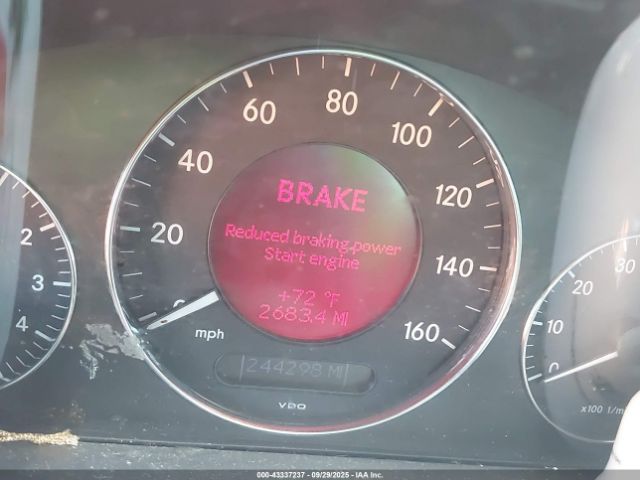 BRAKE
Reduced braking power
Start engine
+72 °F
2683.4 MI
0 20 40 60 80 100 120 140 160
mph
244298 MI
VDO
2
3
4
0 10 20 30
x100 1/m
000-43337237 - 09/29/2025 - IAA, Inc.